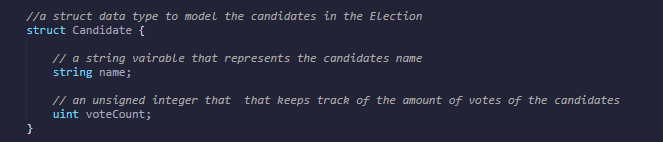 //a struct data type to model the candidates in the Election
struct Candidate {
// a string vairable that represents the candidates name
string name;
// an unsigned integer that  that keeps track of the amount of votes of the candidates
uint voteCount;
}